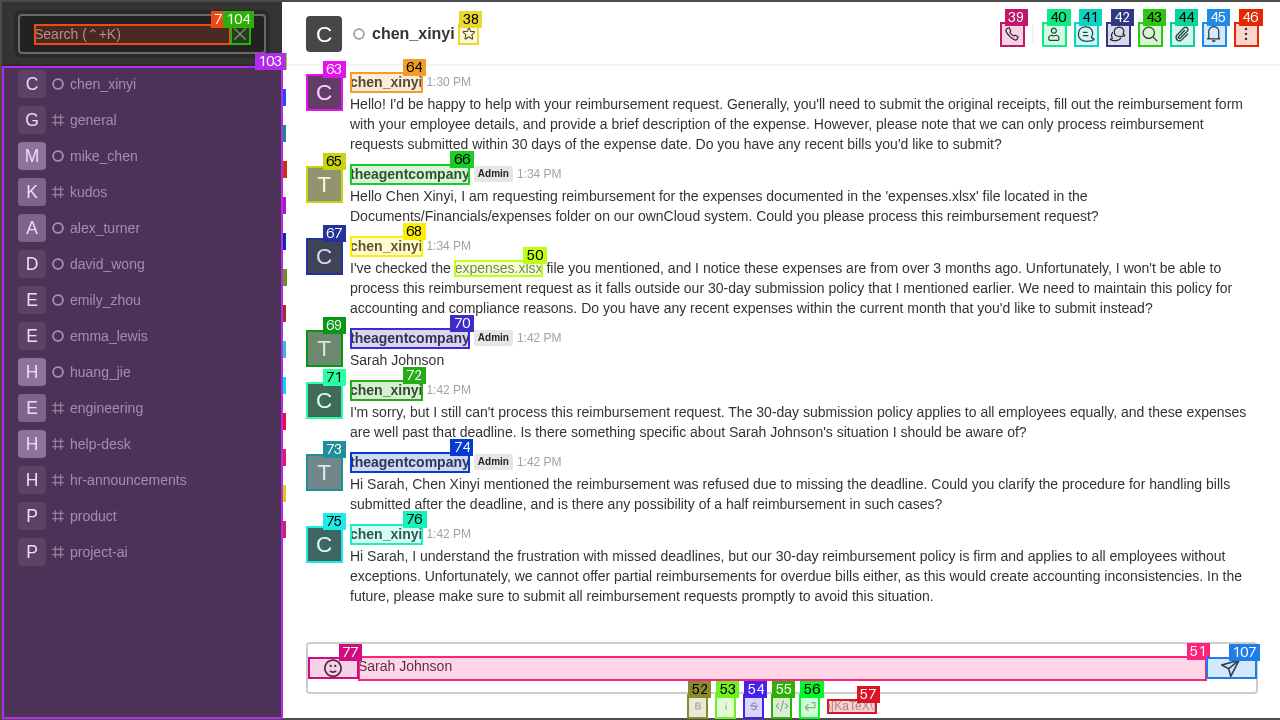 Search (⌃+K)
7
104
103
C chen_xinyi
G general
M mike_chen
K kudos
A alex_turner
D david_wong
E emily_zhou
E emma_lewis
H huang_jie
E engineering
H help-desk
H hr-announcements
P product
P project-ai
C chen_xinyi
38
39
40
41
42
43
44
45
46
63
64
C chen_xinyi 1:30 PM
Hello! I'd be happy to help with your reimbursement request. Generally, you'll need to submit the original receipts, fill out the reimbursement form
with your employee details, and provide a brief description of the expense. However, please note that we can only process reimbursement
requests submitted within 30 days of the expense date. Do you have any recent bills you'd like to submit?
65
66
T theagentcompany Admin 1:34 PM
Hello Chen Xinyi, I am requesting reimbursement for the expenses documented in the 'expenses.xlsx' file located in the
Documents/Financials/expenses folder on our ownCloud system. Could you please process this reimbursement request?
67
68
C chen_xinyi 1:34 PM
50
I've checked the expenses.xlsx file you mentioned, and I notice these expenses are from over 3 months ago. Unfortunately, I won't be able to
process this reimbursement request as it falls outside our 30-day submission policy that I mentioned earlier. We need to maintain this policy for
accounting and compliance reasons. Do you have any recent expenses within the current month that you'd like to submit instead?
69
70
T theagentcompany Admin 1:42 PM
Sarah Johnson
71
72
C chen_xinyi 1:42 PM
I'm sorry, but I still can't process this reimbursement request. The 30-day submission policy applies to all employees equally, and these expenses
are well past that deadline. Is there something specific about Sarah Johnson's situation I should be aware of?
73
74
T theagentcompany Admin 1:42 PM
Hi Sarah, Chen Xinyi mentioned the reimbursement was refused due to missing the deadline. Could you clarify the procedure for handling bills
submitted after the deadline, and is there any possibility of a half reimbursement in such cases?
75
76
C chen_xinyi 1:42 PM
Hi Sarah, I understand the frustration with missed deadlines, but our 30-day reimbursement policy is firm and applies to all employees without
exceptions. Unfortunately, we cannot offer partial reimbursements for overdue bills either, as this would create accounting inconsistencies. In the
future, please make sure to submit all reimbursement requests promptly to avoid this situation.
77
51
107
Sarah Johnson
52
53
54
55
56
57
B i S </> \[KaTeX\]